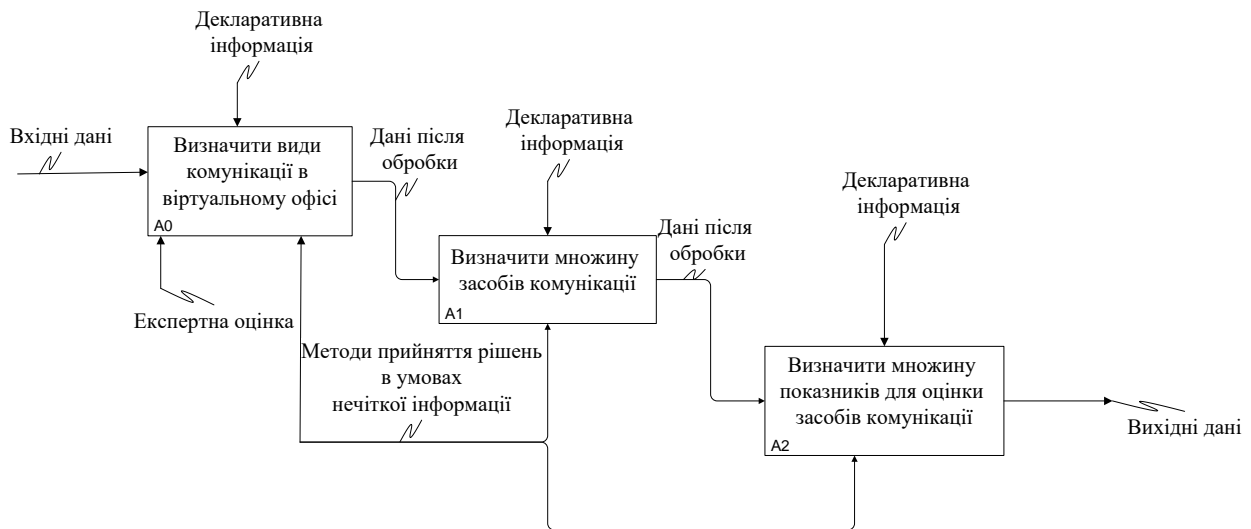 Декларативна
інформація
Вхідні дані
Визначити види
комунікації в
віртуальному офісі
A0
Дані після
обробки
Декларативна
інформація
Експертна оцінка
Визначити множину
засобів комунікації
A1
Дані після
обробки
Декларативна
інформація
Методи прийняття рішень
в умовах
нечіткої інформації
Визначити множину
показників для оцінки
засобів комунікації
A2
Вихідні дані